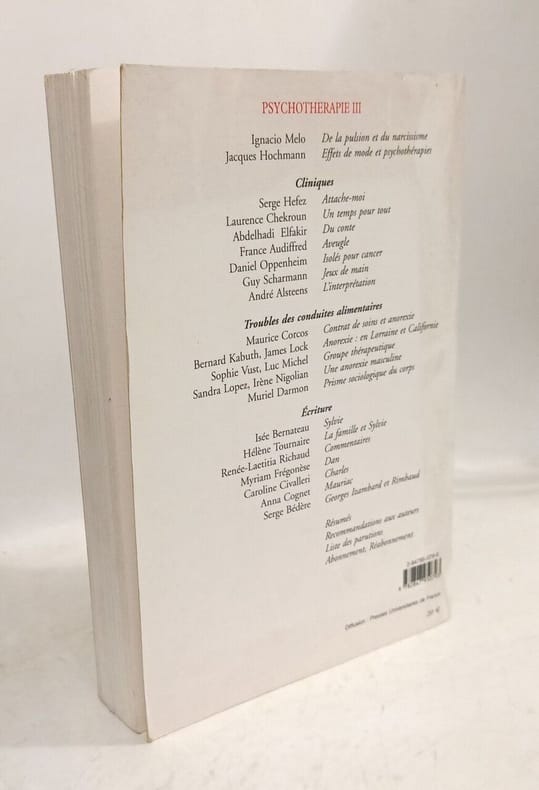 PSYCHOTHERAPIE III
Ignacio Melo De la pulsion et du narcissisme
Jacques Hochmann Effets de mode et psychothérapies
Cliniques
Serge Hefez Attache-moi
Laurence Chekroun Un temps pour tout
Abdelhadi Elfakir Du conte
France Audiffred Aveugle
Daniel Oppenheim Isolés pour cancer
Guy Scharmann Jeux de main
André Alsteens L'interprétation
Troubles des conduites alimentaires
Maurice Corcos Contrat de soins et anorexie
Bernard Kabuth, James Lock Anorexie : en Lorraine et Californie
Sophie Vust, Luc Michel Groupe thérapeutique
Sandra Lopez, Irène Nigolian Une anorexie masculine
Muriel Darmon Prisme sociologique du corps
Écriture
Isée Bernateau Sylvie
Hélène Tournaire La famille et Sylvie
Renée-Laetitia Richaud Commentaires
Myriam Frégonèse Dan
Caroline Civalleri Charles
Anna Cognet Mauriac
Serge Bédère Georges Izambard et Rimbaud
Résumés
Recommandations aux auteurs
Liste des parutions
Abonnement, Réabonnement
Diffusion : Presses Universitaires de France